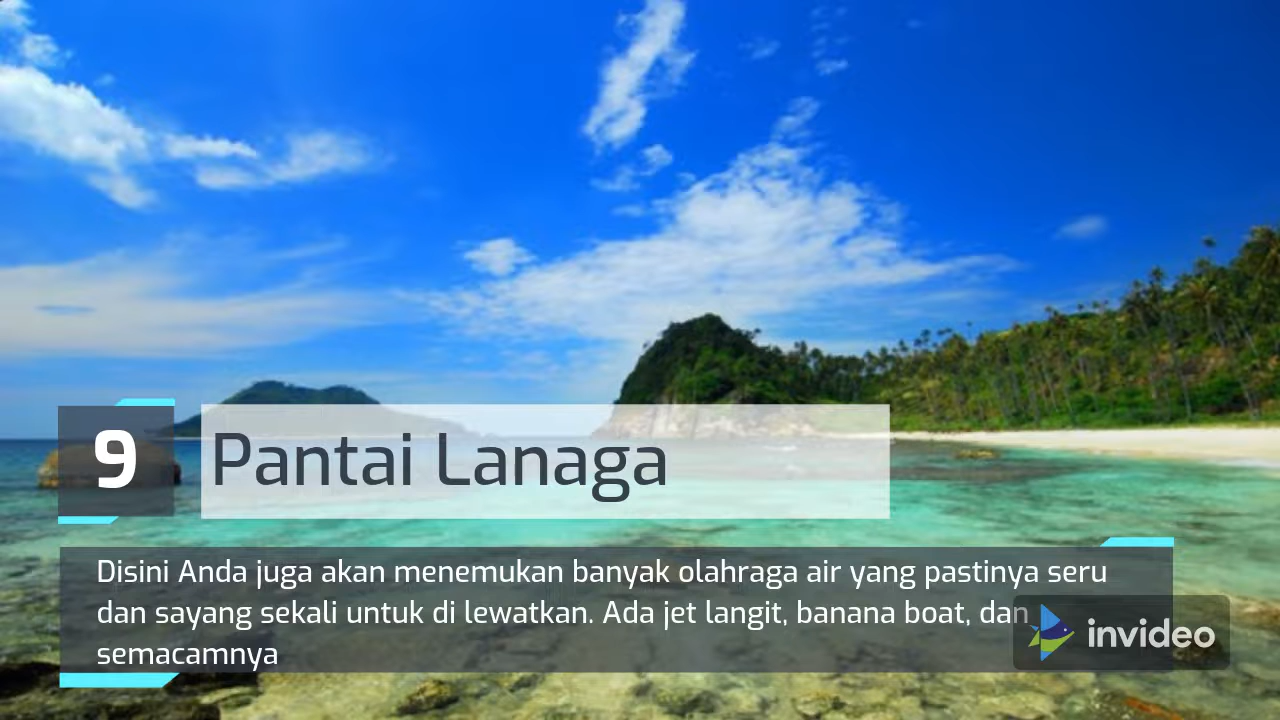 9
Pantai Lanaga
Disini Anda juga akan menemukan banyak olahraga air yang pastinya seru
dan sayang sekali untuk di lewatkan. Ada jet langit, banana boat, dan
semacamnya
invideo